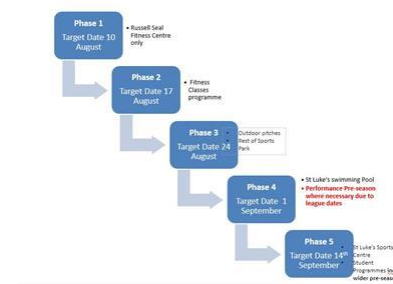 Phase 1
Target Date 10
August
• Russell Seal
Fitness Centre
only
Phase 2
Target Date 17
August
• Fitness
Classes
programme
Phase 3
Target Date 24
August
• Outdoor pitches
• Rest of Sports
Park
Phase 4
Target Date 1
September
• St Luke's swimming Pool
• Performance Pre-season
where necessary due to
league dates
Phase 5
Target Date 14th
September
• St Luke's Sports
Centre
• Student
Programmes
wider